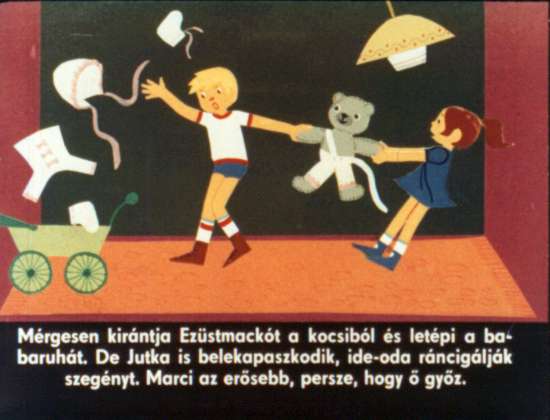 Mérgesen kirántja Ezüstmackót a kocsiból és letépi a ba-
baruhát. De Jutka is belekapaszkodik, ide-oda ráncigálják
szegényt. Marci az erősebb, persze, hogy ő győz.